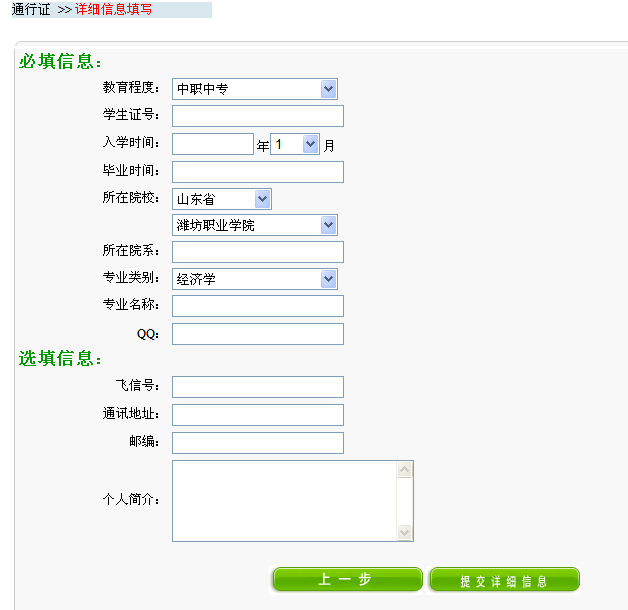 通行证 >> 详细信息填写
必填信息：
教育程度： 中职中专
学生证号：
入学时间： 年 1 月
毕业时间：
所在院校： 山东省
潍坊职业学院
所在院系：
专业类别： 经济学
专业名称：
QQ：
选填信息：
飞信号：
通讯地址：
邮编：
个人简介：
上一步 提交详细信息